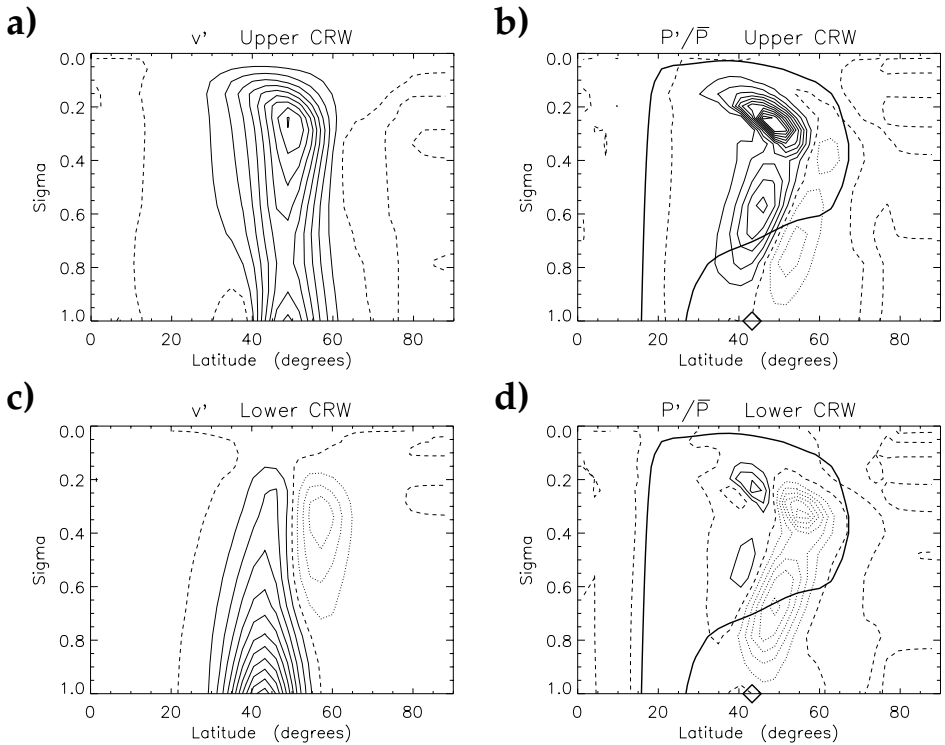 a)
v' Upper CRW
0.0
0.2
0.4
0.6
0.8
1.0
Sigma
0 20 40 60 80
Latitude (degrees)
b)
P'/P̅ Upper CRW
0.0
0.2
0.4
0.6
0.8
1.0
Sigma
0 20 40 60 80
Latitude (degrees)
c)
v' Lower CRW
0.0
0.2
0.4
0.6
0.8
1.0
Sigma
0 20 40 60 80
Latitude (degrees)
d)
P'/P̅ Lower CRW
0.0
0.2
0.4
0.6
0.8
1.0
Sigma
0 20 40 60 80
Latitude (degrees)